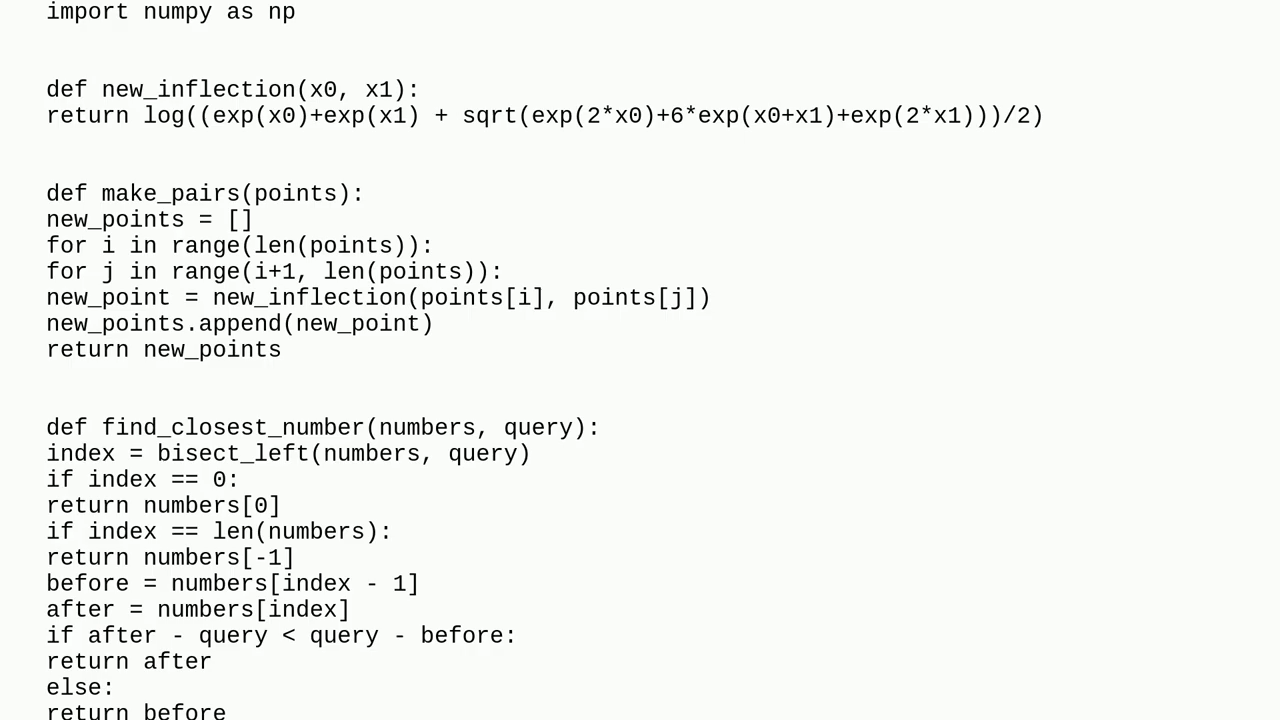 import numpy as np
def new_inflection(x0, x1):
return log((exp(x0)+exp(x1) + sqrt(exp(2*x0)+6*exp(x0+x1)+exp(2*x1)))/2)
def make_pairs(points):
new_points = []
for i in range(len(points)):
for j in range(i+1, len(points)):
new_point = new_inflection(points[i], points[j])
new_points.append(new_point)
return new_points
def find_closest_number(numbers, query):
index = bisect_left(numbers, query)
if index == 0:
return numbers[0]
if index == len(numbers):
return numbers[-1]
before = numbers[index - 1]
after = numbers[index]
if after - query < query - before:
return after
else:
return before